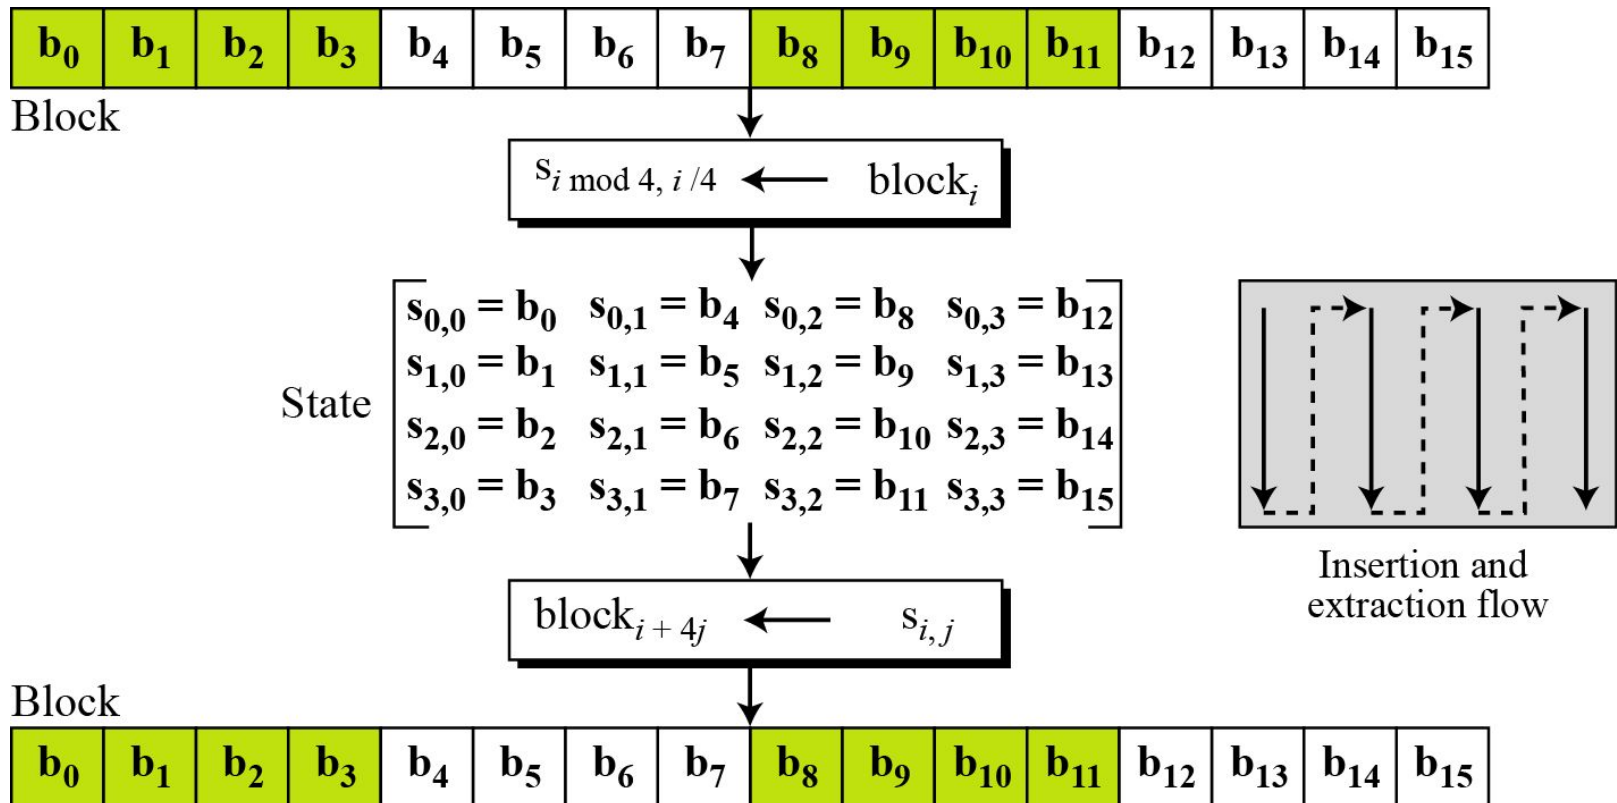 b0 b1 b2 b3 b4 b5 b6 b7 b8 b9 b10 b11 b12 b13 b14 b15
Block
s i mod 4, i /4 ← block i
s0,0 = b0 s0,1 = b4 s0,2 = b8 s0,3 = b12
s1,0 = b1 s1,1 = b5 s1,2 = b9 s1,3 = b13
State
s2,0 = b2 s2,1 = b6 s2,2 = b10 s2,3 = b14
s3,0 = b3 s3,1 = b7 s3,2 = b11 s3,3 = b15
Insertion and
extraction flow
block i + 4j ← s i, j
Block
b0 b1 b2 b3 b4 b5 b6 b7 b8 b9 b10 b11 b12 b13 b14 b15